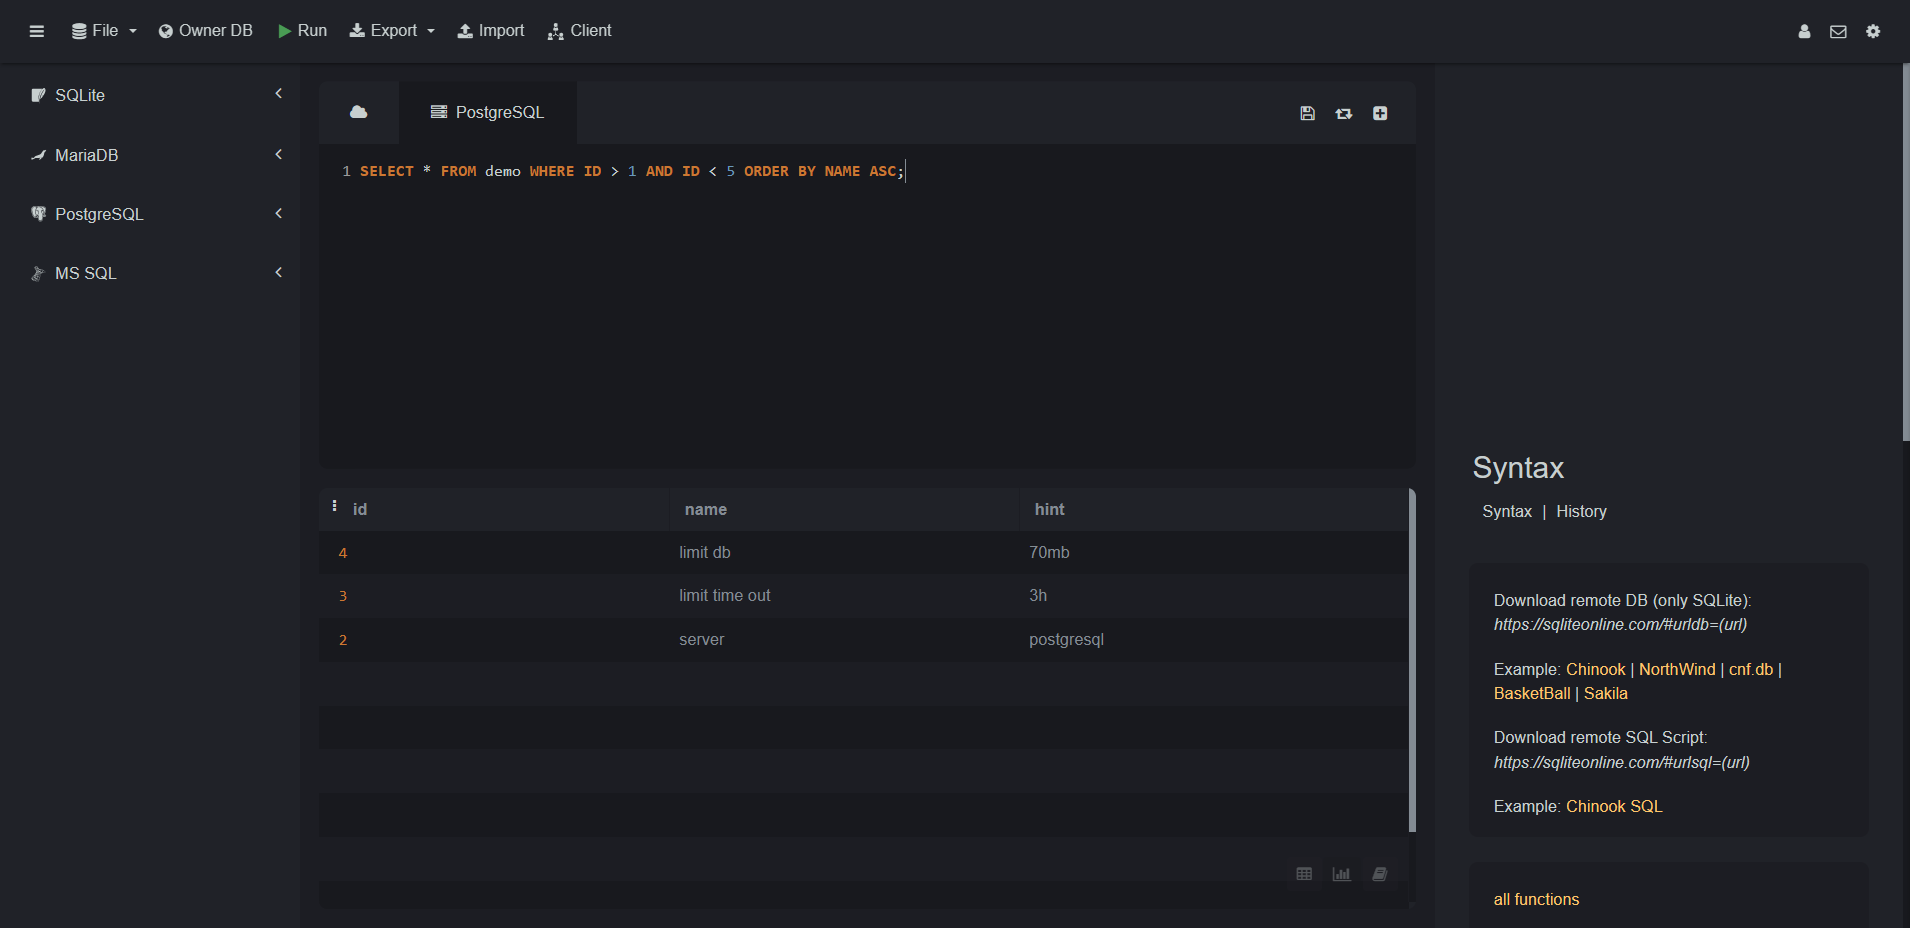 File Owner DB Run Export Import Client
SQLite
MariaDB
PostgreSQL
MS SQL
PostgreSQL
1 SELECT * FROM demo WHERE ID > 1 AND ID < 5 ORDER BY NAME ASC;
id name hint
4 limit db 70mb
3 limit time out 3h
2 server postgresql
Syntax
Syntax | History
Download remote DB (only SQLite):
https://sqliteonline.com/#urldb=(url)
Example: Chinook | NorthWind | cnf.db |
BasketBall | Sakila
Download remote SQL Script:
https://sqliteonline.com/#urlsql=(url)
Example: Chinook SQL
all functions